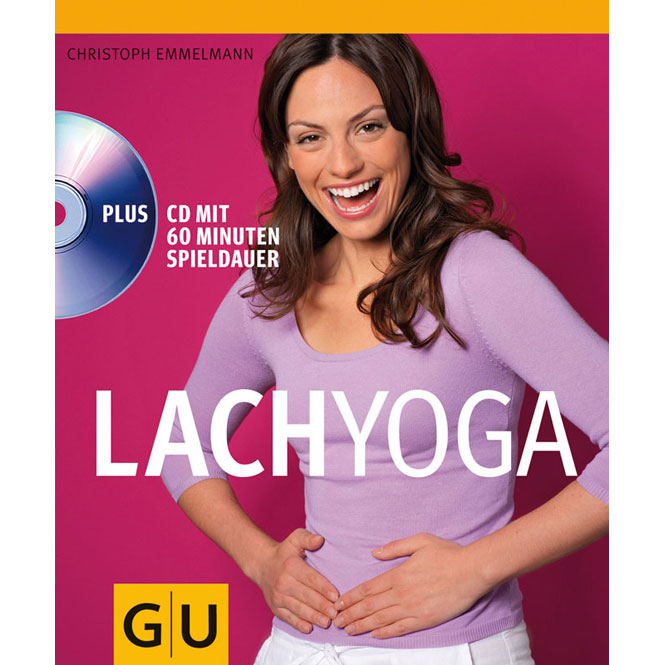 CHRISTOPH EMMELMANN
PLUS CD MIT
60 MINUTEN
SPIELDAUER
LACHYOGA
G|U